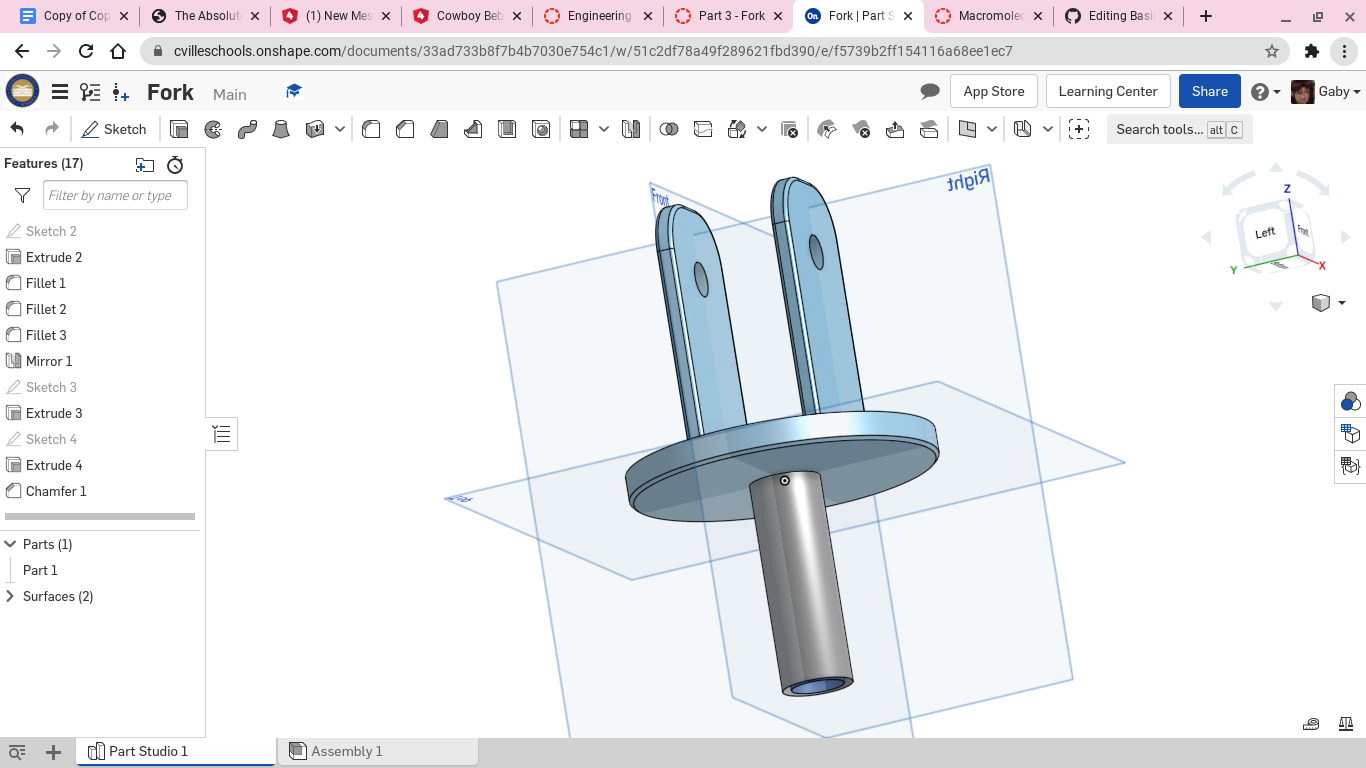 Copy of Cop
The Absolut
(1) New Mes
Cowboy Beb
Engineering
Part 3 - Fork
Fork | Part S
Macromolec
Editing Basi
cvilleschools.onshape.com/documents/33ad733b8f7b4b7030e754c1/w/51c2df78a49f289621fbd390/e/f5739b2ff154116a68ee1ec7
Fork Main
App Store
Learning Center
Share
Gaby
Sketch
Search tools... alt C
Features (17)
Filter by name or type
Sketch 2
Extrude 2
Fillet 1
Fillet 2
Fillet 3
Mirror 1
Sketch 3
Extrude 3
Sketch 4
Extrude 4
Chamfer 1
Parts (1)
Part 1
Surfaces (2)
Front
Right
Top
Z
Left
Front
Y
X
Part Studio 1
Assembly 1